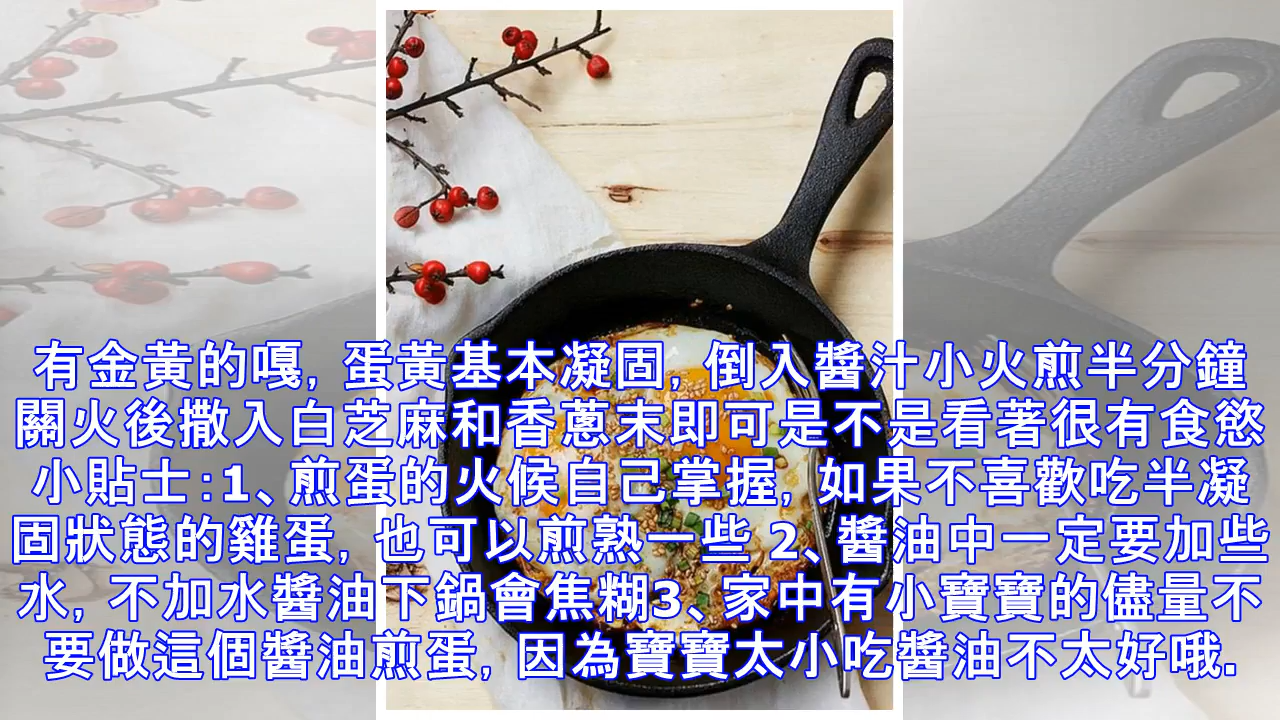 有金黃的嘎, 蛋黃基本凝固, 倒入醬汁小火煎半分鐘
關火後撒入白芝麻和香蔥末即可是不是看著很有食慾
小貼士:1、煎蛋的火候自己掌握, 如果不喜歡吃半凝
固狀態的雞蛋, 也可以煎熟一些 2、醬油中一定要加些
水, 不加水醬油下鍋會焦糊3、家中有小寶寶的儘量不
要做這個醬油煎蛋, 因為寶寶太小吃醬油不太好哦.